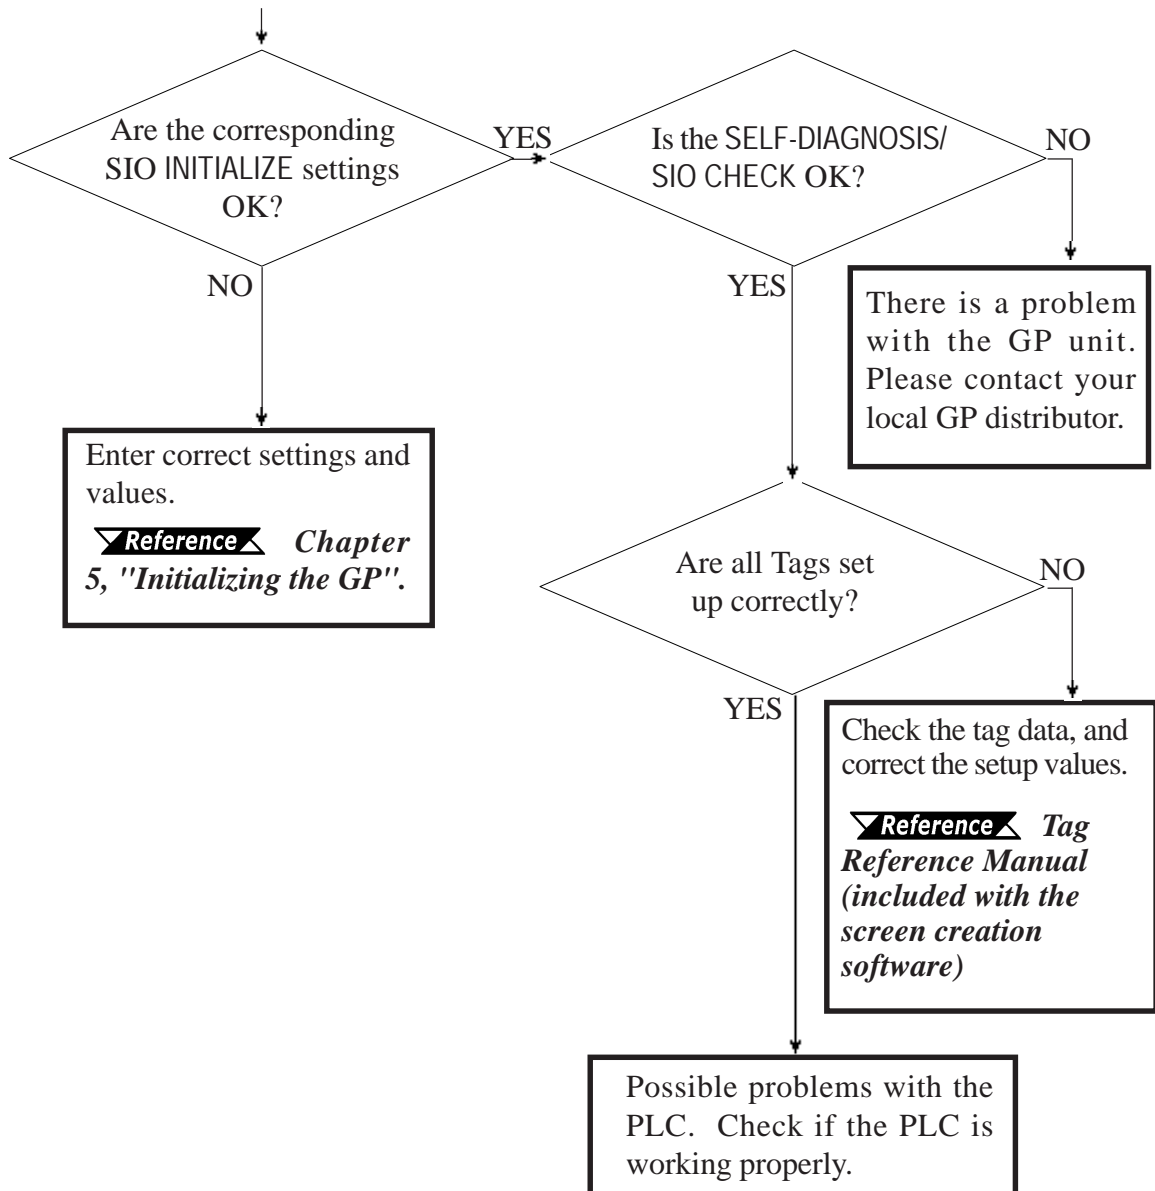 Are the corresponding
SIO INITIALIZE settings
OK?
YES
NO
Is the SELF-DIAGNOSIS/
SIO CHECK OK?
NO
YES
There is a problem
with the GP unit.
Please contact your
local GP distributor.
Enter correct settings and
values.
Reference Chapter
5, "Initializing the GP".
Are all Tags set
up correctly?
NO
YES
Check the tag data, and
correct the setup values.
Reference Tag
Reference Manual
(included with the
screen creation
software)
Possible problems with the
PLC. Check if the PLC is
working properly.